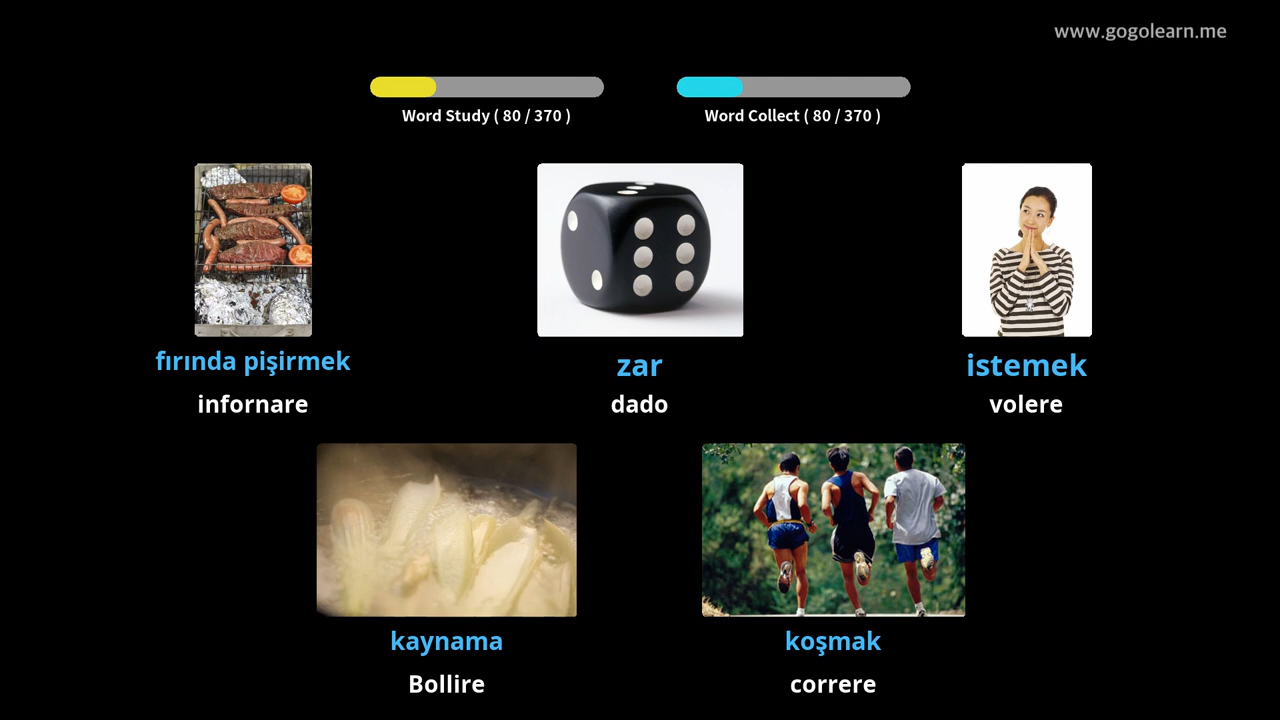 www.gogolearn.me
Word Study ( 80 / 370 )
Word Collect ( 80 / 370 )
fırında pişirmek
zar
istemek
infornare
dado
volere
kaynama
koşmak
Bollire
correre